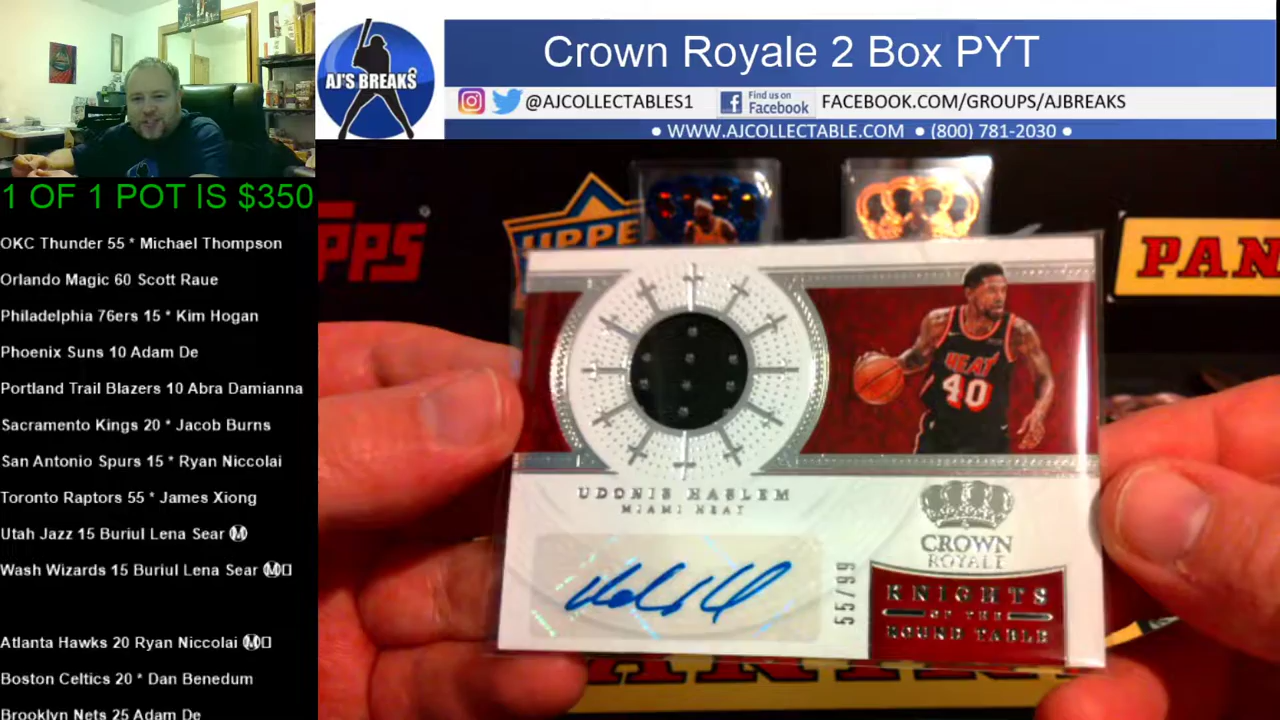 Crown Royale 2 Box PYT
AJ'S BREAKS
@AJCOLLECTABLES1
Find us on
Facebook
FACEBOOK.COM/GROUPS/AJBREAKS
• WWW.AJCOLLECTABLE.COM • (800) 781-2030 •
1 OF 1 POT IS $350
OKC Thunder 55 * Michael Thompson
Orlando Magic 60 Scott Raue
Philadelphia 76ers 15 * Kim Hogan
Phoenix Suns 10 Adam De
Portland Trail Blazers 10 Abra Damianna
Sacramento Kings 20 * Jacob Burns
San Antonio Spurs 15 * Ryan Niccolai
Toronto Raptors 55 * James Xiong
Utah Jazz 15 Buriul Lena Sear Ⓜ
Wash Wizards 15 Buriul Lena Sear Ⓜ
Atlanta Hawks 20 Ryan Niccolai Ⓜ
Boston Celtics 20 * Dan Benedum
Brooklyn Nets 25 Adam De
PPS
UPPE
PAN
HEAT
40
UDONIS HASLEM
MIAMI HEAT
55/99
CROWN
ROYALE
KNIGHTS
OF THE
ROUND TABLE